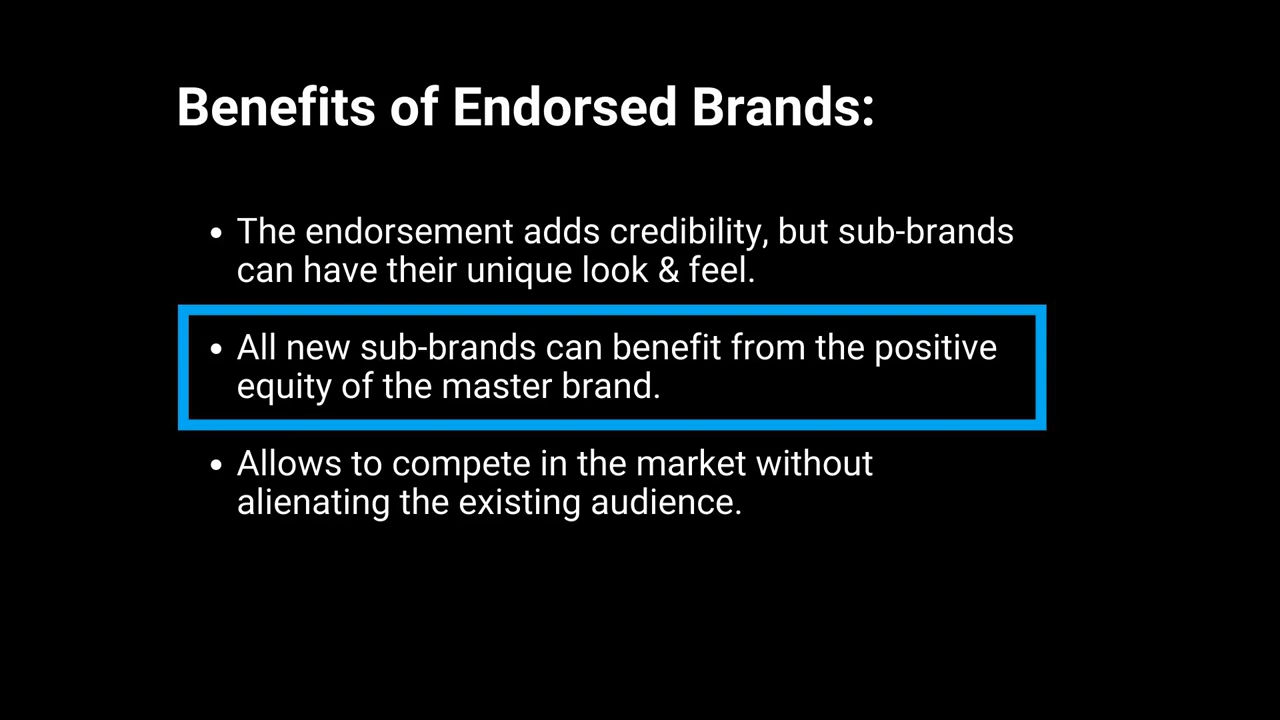 Benefits of Endorsed Brands:
• The endorsement adds credibility, but sub-brands
can have their unique look & feel.
• All new sub-brands can benefit from the positive
equity of the master brand.
• Allows to compete in the market without
alienating the existing audience.